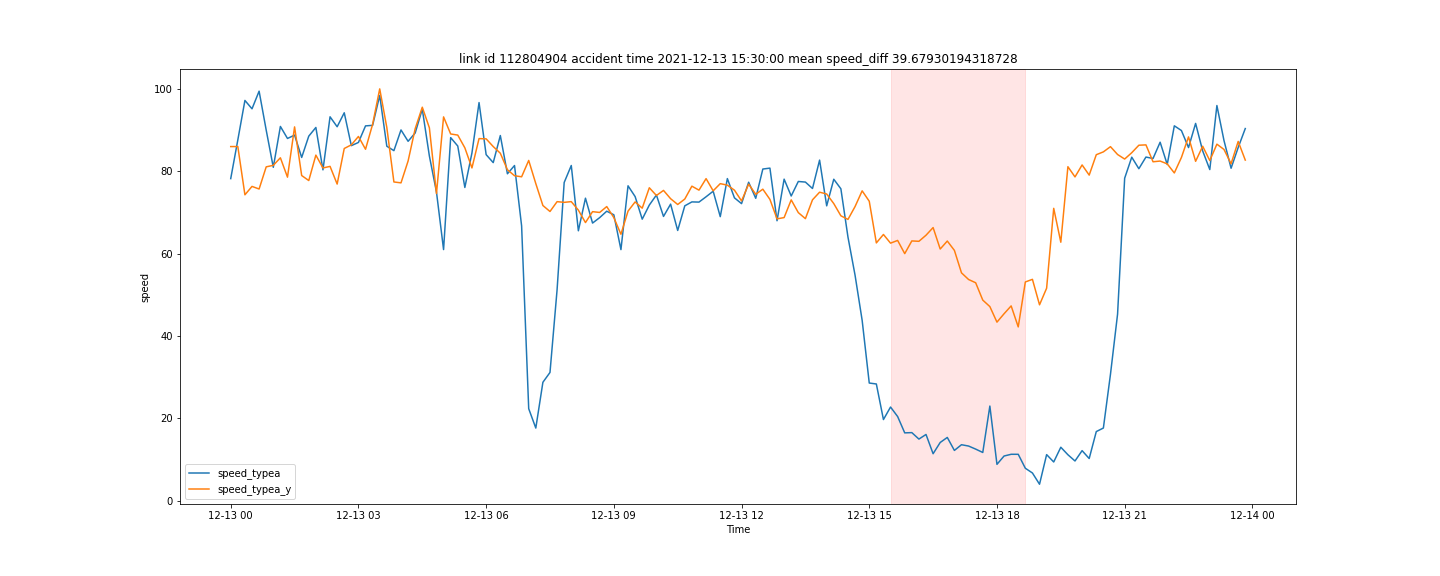 link id 112804904 accident time 2021-12-13 15:30:00 mean speed_diff 39.67930194318728
100
80
60
40
20
0
speed
speed_typea
speed_typea_y
12-13 00 12-13 03 12-13 06 12-13 09 12-13 12 12-13 15 12-13 18 12-13 21 12-14 00
Time